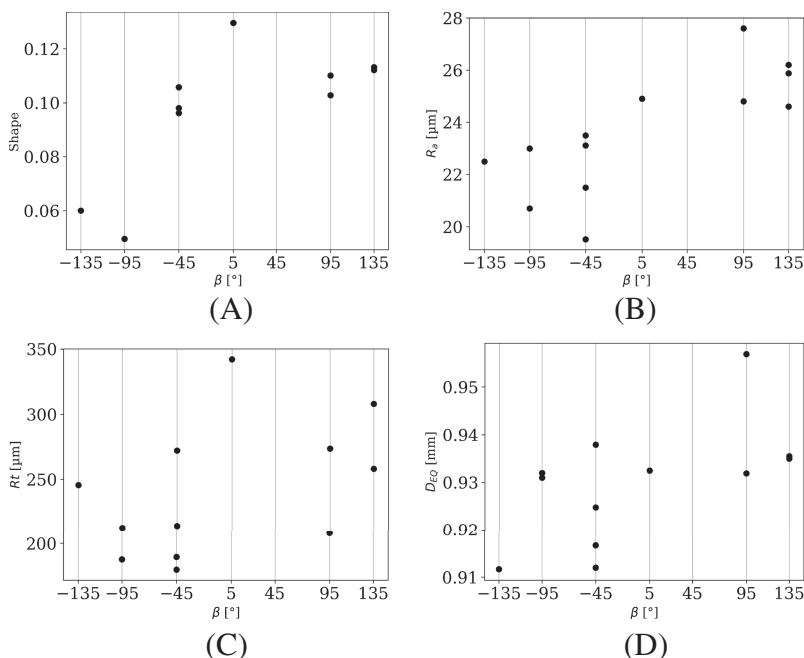 Shape
0.12
0.10
0.08
0.06
−135 −95 −45 5 45 95 135
β [°]
(A)
R_a [µm]
28
26
24
22
20
−135 −95 −45 5 45 95 135
β [°]
(B)
Rt [µm]
350
300
250
200
−135 −95 −45 5 45 95 135
β [°]
(C)
D_EQ [mm]
0.95
0.94
0.93
0.92
0.91
−135 −95 −45 5 45 95 135
β [°]
(D)